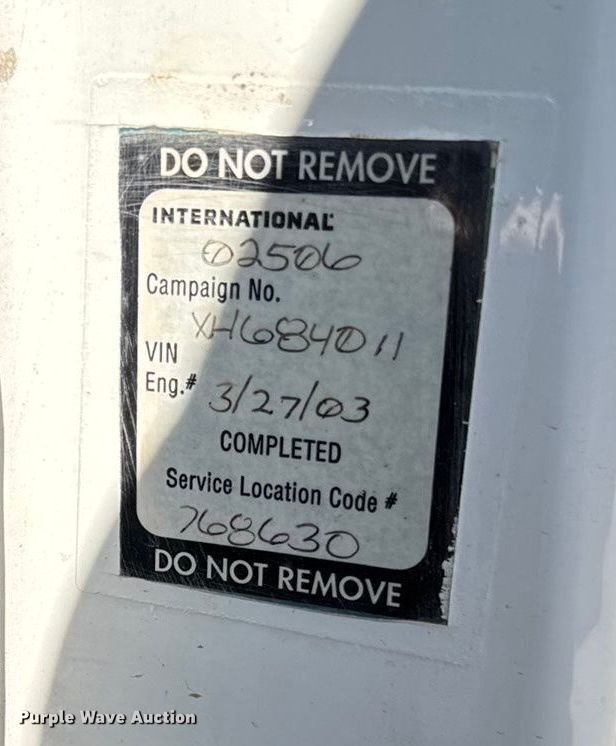 DO NOT REMOVE
INTERNATIONAL
02506
Campaign No.
XH684011
VIN
Eng.# 3/27/03
COMPLETED
Service Location Code #
768630
DO NOT REMOVE
Purple Wave Auction